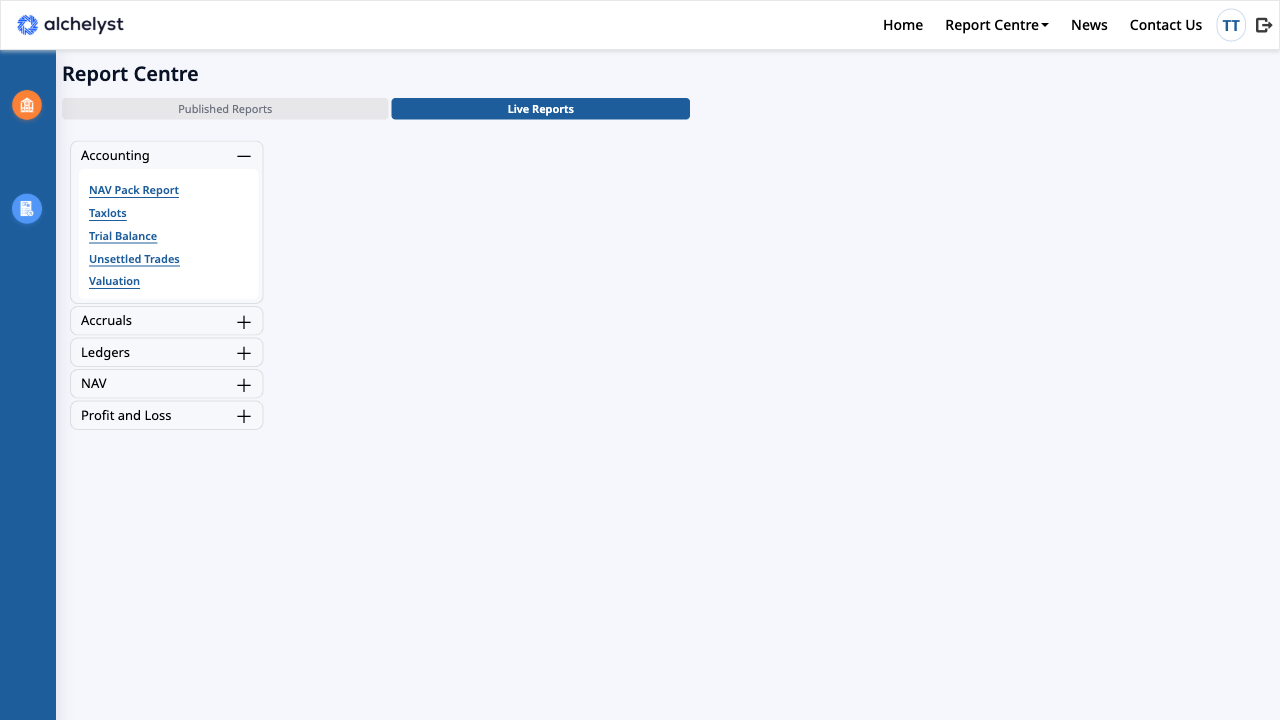 alchelyst
Home Report Centre News Contact Us TT
Report Centre
Published Reports Live Reports
Accounting
NAV Pack Report
Taxlots
Trial Balance
Unsettled Trades
Valuation
Accruals
Ledgers
NAV
Profit and Loss